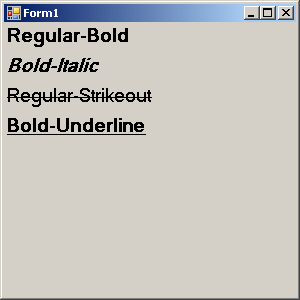 Form1
Regular-Bold
Bold-Italic
Regular-Strikeout
Bold-Underline